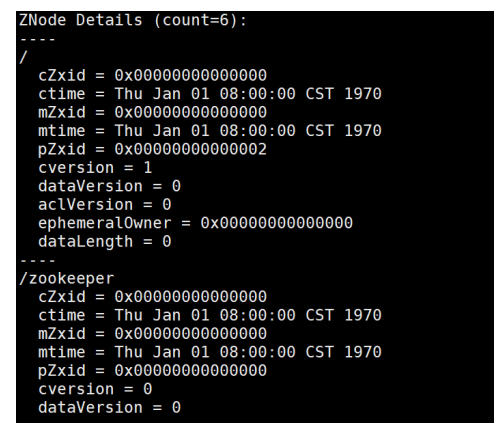 ZNode Details (count=6):
----
/
  cZxid = 0x00000000000000
  ctime = Thu Jan 01 08:00:00 CST 1970
  mZxid = 0x00000000000000
  mtime = Thu Jan 01 08:00:00 CST 1970
  pZxid = 0x00000000000002
  cversion = 1
  dataVersion = 0
  aclVersion = 0
  ephemeralOwner = 0x00000000000000
  dataLength = 0
----
/zookeeper
  cZxid = 0x00000000000000
  ctime = Thu Jan 01 08:00:00 CST 1970
  mZxid = 0x00000000000000
  mtime = Thu Jan 01 08:00:00 CST 1970
  pZxid = 0x00000000000000
  cversion = 0
  dataVersion = 0